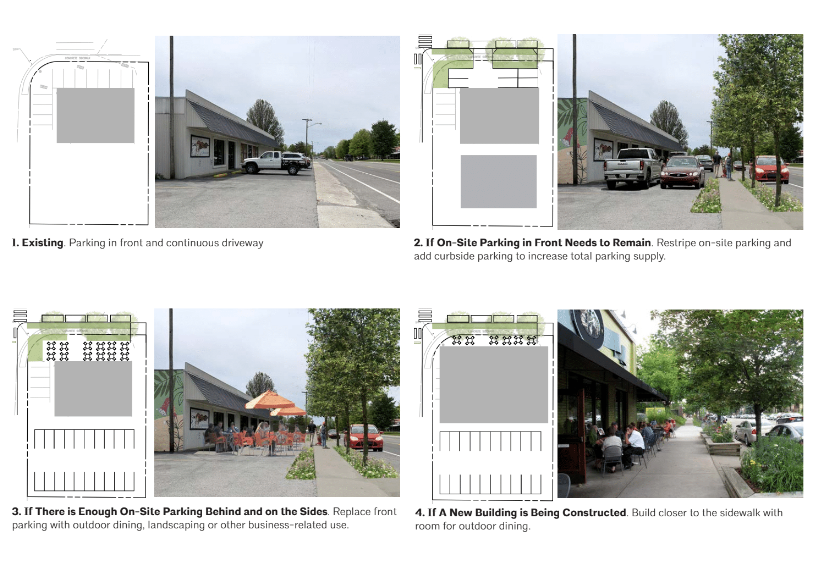 1. Existing. Parking in front and continuous driveway
2. If On-Site Parking in Front Needs to Remain. Restripe on-site parking and
add curbside parking to increase total parking supply.
3. If There is Enough On-Site Parking Behind and on the Sides. Replace front
parking with outdoor dining, landscaping or other business-related use.
4. If A New Building is Being Constructed. Build closer to the sidewalk with
room for outdoor dining.